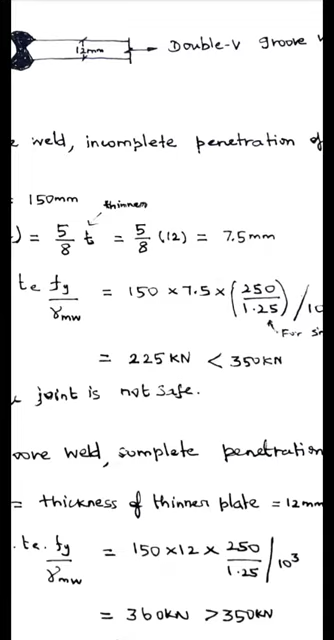 12mm → Double-V groove
weld, incomplete penetration of
= 150mm
thinner
) = 5/8 t = 5/8 (12) = 7.5mm
te fy/γmw = 150 × 7.5 × (250/1.25) / 10
For
= 225 KN < 350KN
joint is not safe.
weld, complete penetration
= thickness of thinner plate = 12mm
. te. fy/γmw = 150 × 12 × 250/1.25 / 10³
= 360KN > 350KN